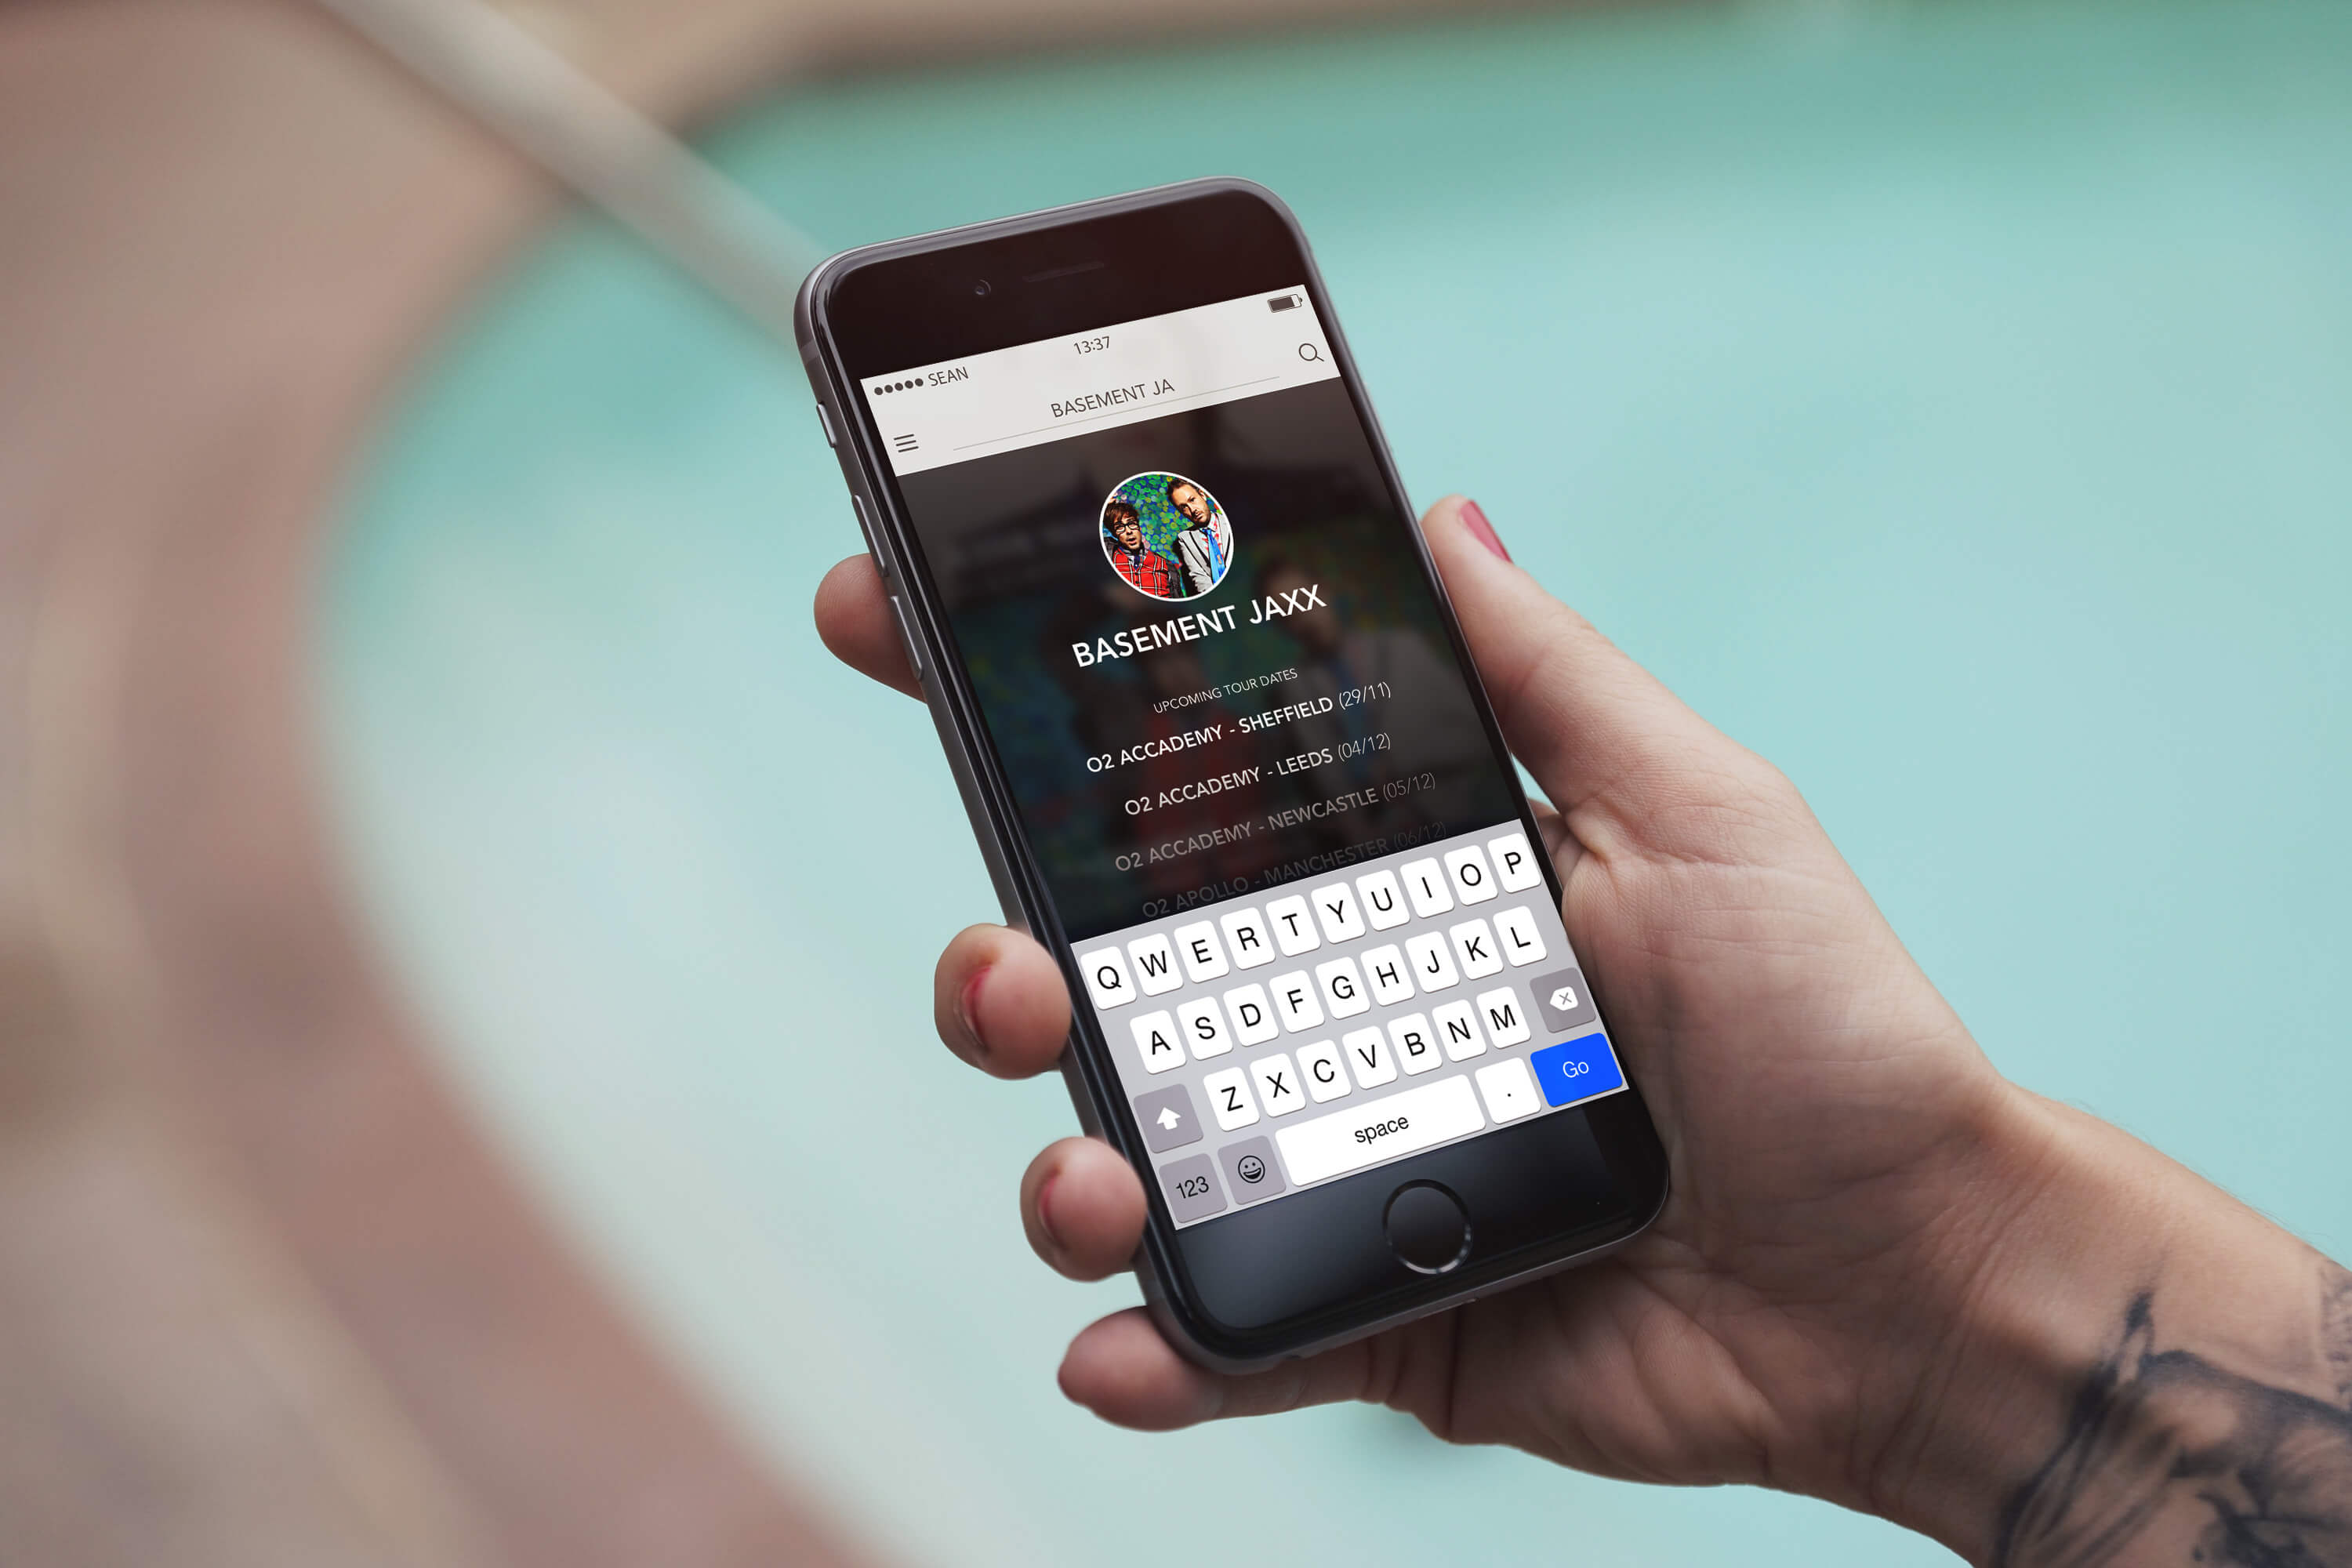 SEAN
13:37
BASEMENT JA
BASEMENT JAXX
UPCOMING TOUR DATES
O2 ACCADEMY - SHEFFIELD (29/11)
O2 ACCADEMY - LEEDS (04/12)
O2 ACCADEMY - NEWCASTLE (05/12)
O2 APOLLO - MANCHESTER (06/12)
Q W E R T Y U I O P
A S D F G H J K L
Z X C V B N M
123 space . Go